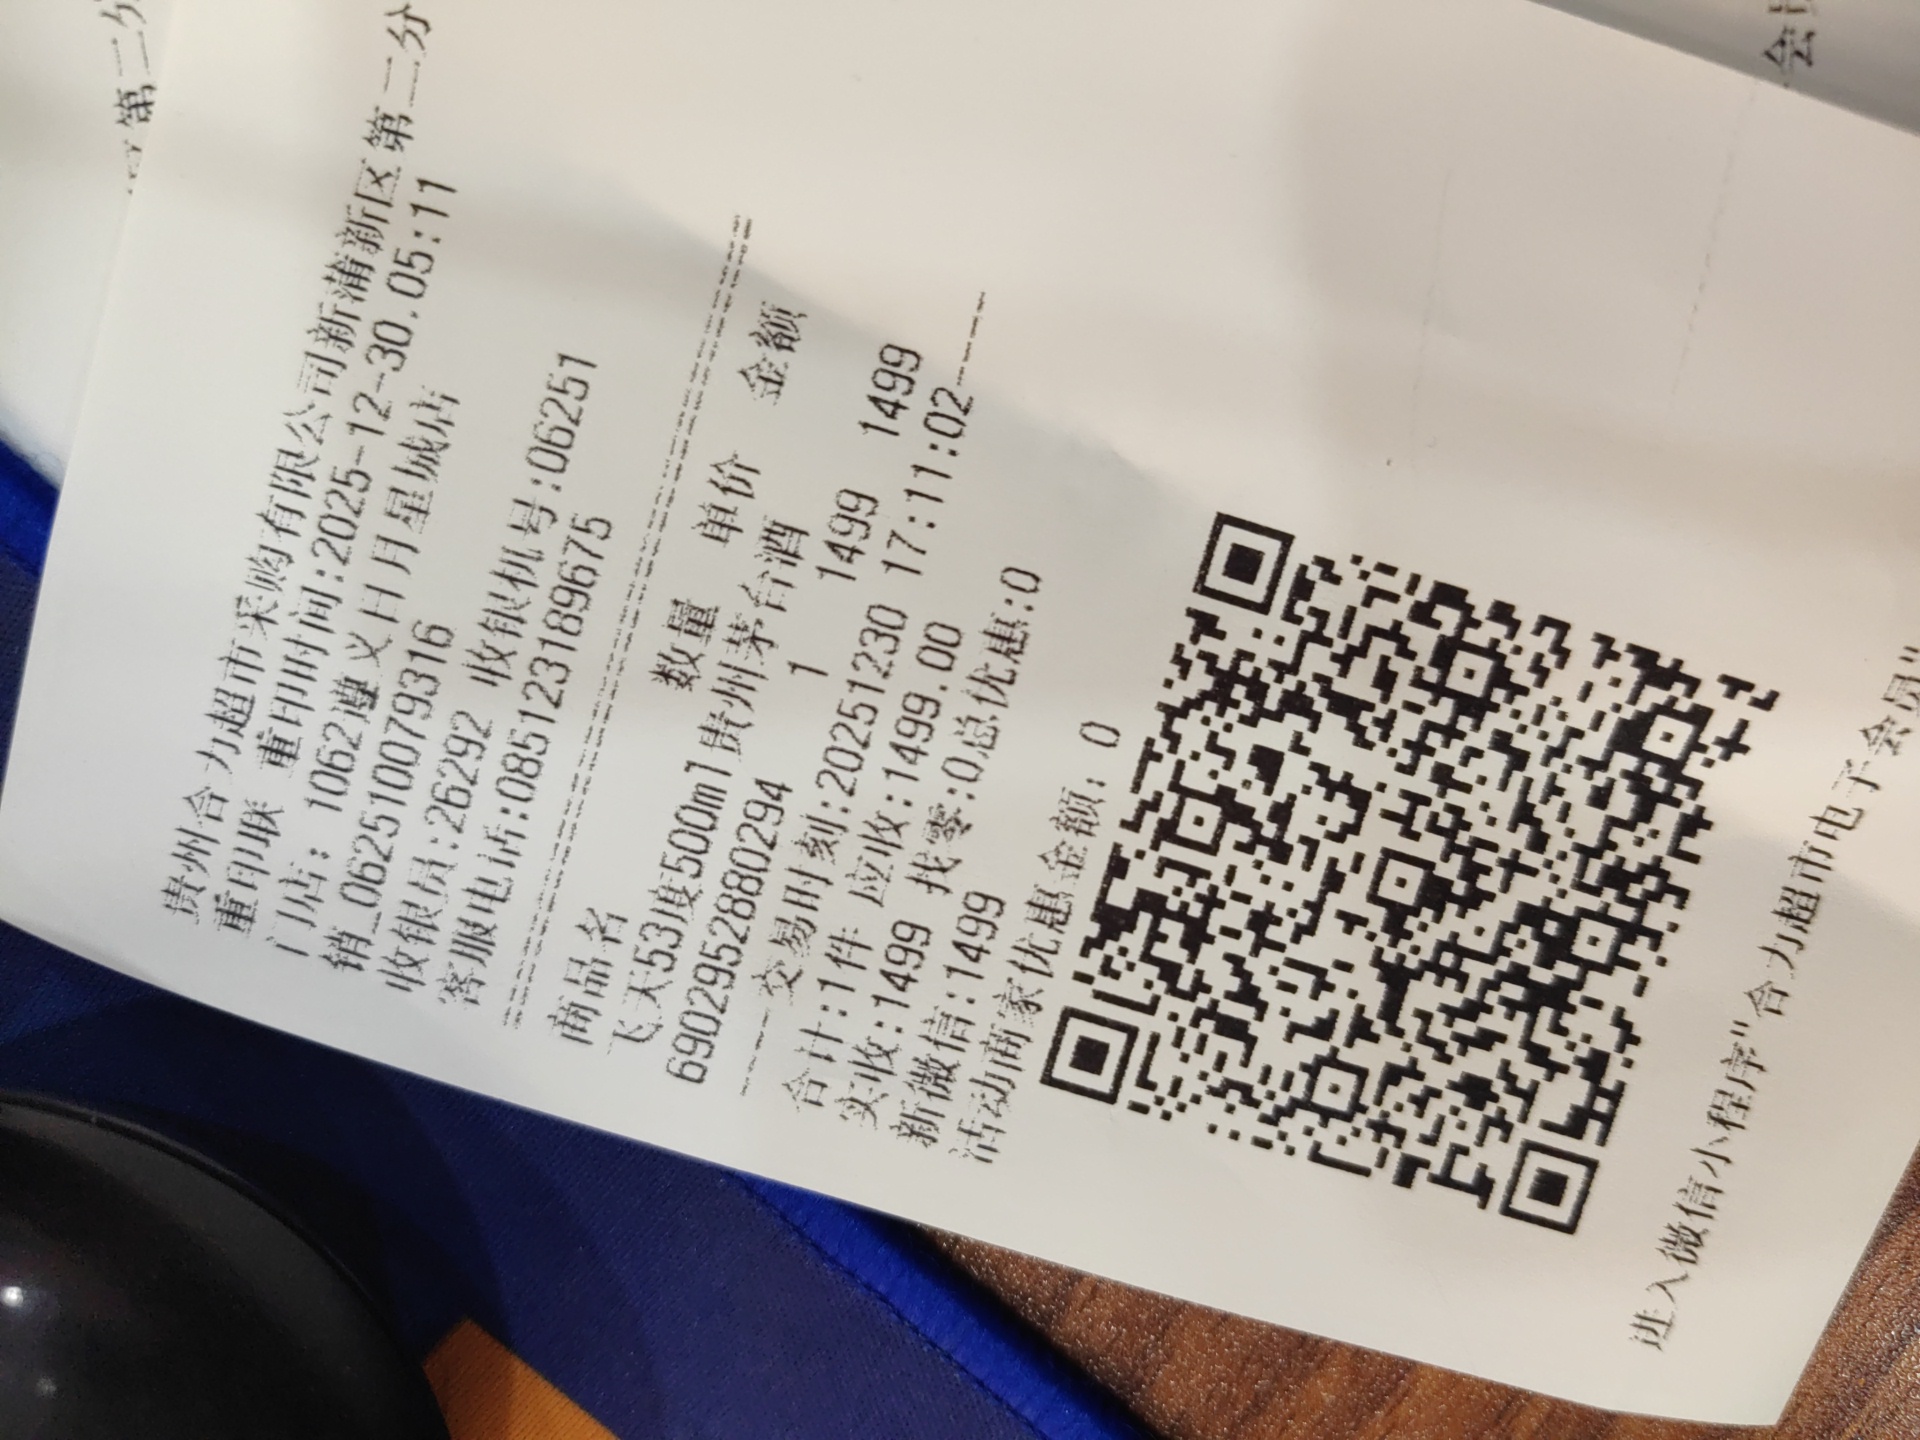 贵州合力超市采购有限公司新蒲新区第二分
重印联 重印时间:2025-12-30.05:11
门店: 1062遵义日月星城店
销_0625100793316
收银员:26292 收银机号:06251
客服电话:085123189675
商品名 数量 单价 金额
飞天53度500ml贵州茅台酒
6902952880294 1 1499 1499
交易时刻:20251230 17:11:02
合计:1件 应收:1499.00
实收:1499 找零:0总优惠:0
新微信:1499
活动商家优惠金额: 0
进入微信小程序"合力超市电子会员"
第二分
会